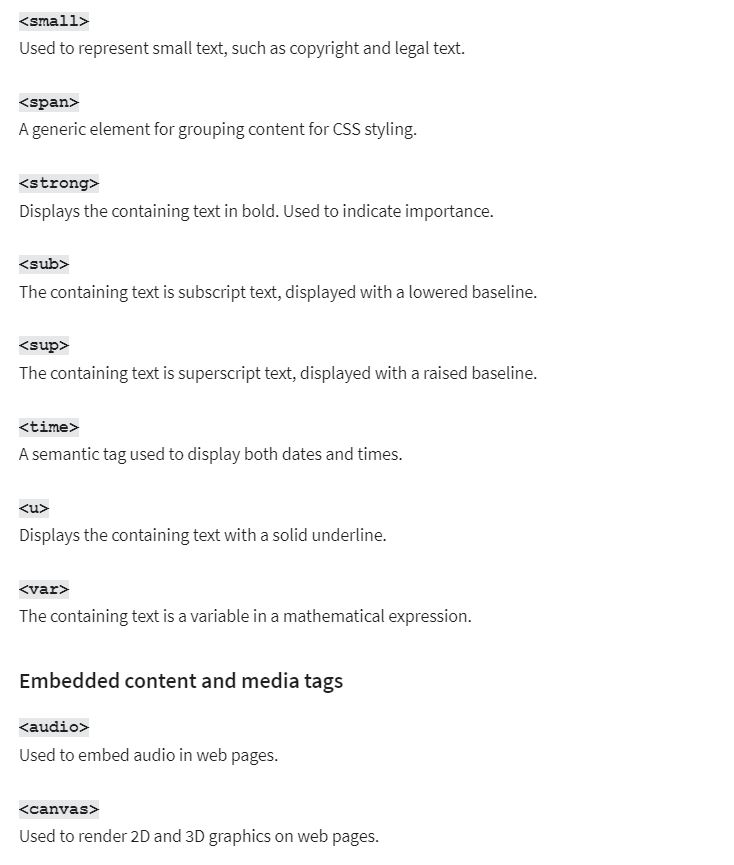 <small>
Used to represent small text, such as copyright and legal text.
<span>
A generic element for grouping content for CSS styling.
<strong>
Displays the containing text in bold. Used to indicate importance.
<sub>
The containing text is subscript text, displayed with a lowered baseline.
<sup>
The containing text is superscript text, displayed with a raised baseline.
<time>
A semantic tag used to display both dates and times.
<u>
Displays the containing text with a solid underline.
<var>
The containing text is a variable in a mathematical expression.
Embedded content and media tags
<audio>
Used to embed audio in web pages.
<canvas>
Used to render 2D and 3D graphics on web pages.